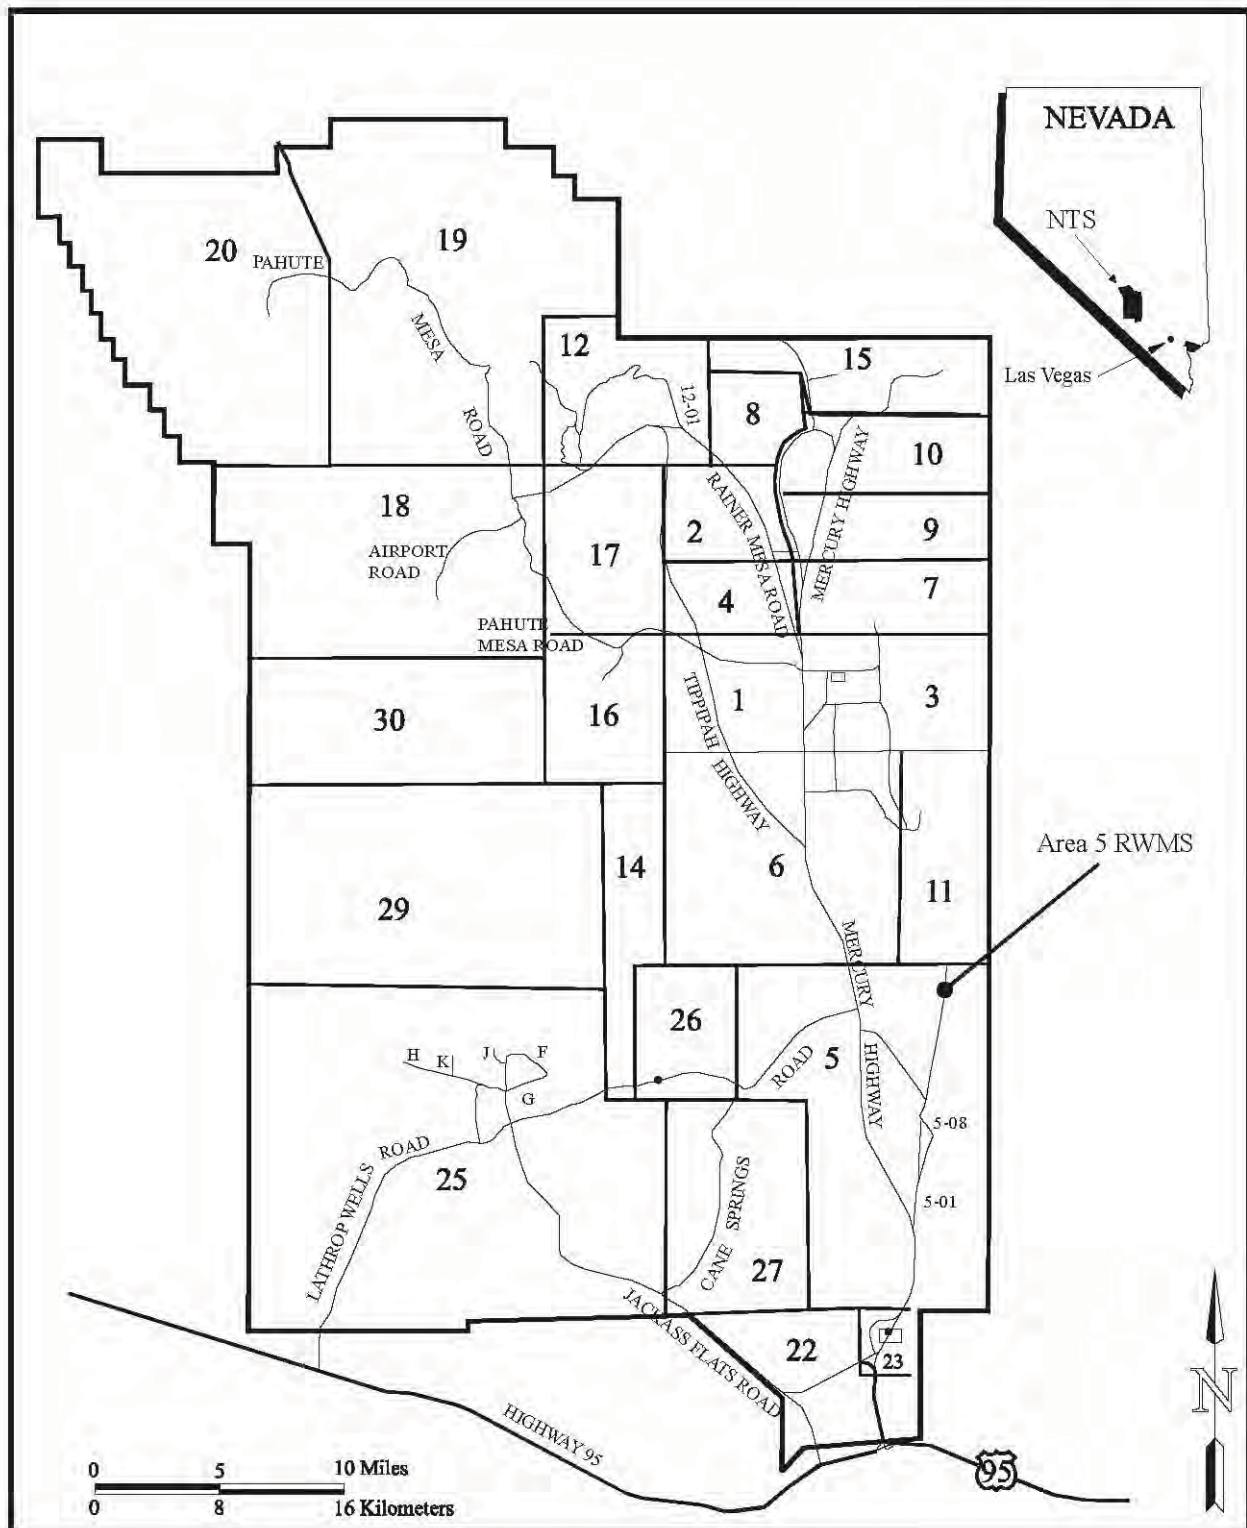 NEVADA
NTS
Las Vegas
20
PAHUTE
19
MESA
ROAD
12
12-01
15
8
10
RAINER MESA ROAD
MERCURY HIGHWAY
18
AIRPORT
ROAD
17
2
9
4
7
PAHUTE
MESA ROAD
TIPPIPAH HIGHWAY
30
16
1
3
14
6
11
Area 5 RWMS
29
MERCURY
HIGHWAY
26
5
ROAD
H
K
J
F
G
5-08
5-01
LATHROP WELLS ROAD
25
CANE SPRINGS
27
JACKASS FLATS ROAD
22
23
HIGHWAY 95
95
N
0 5 10 Miles
0 8 16 Kilometers